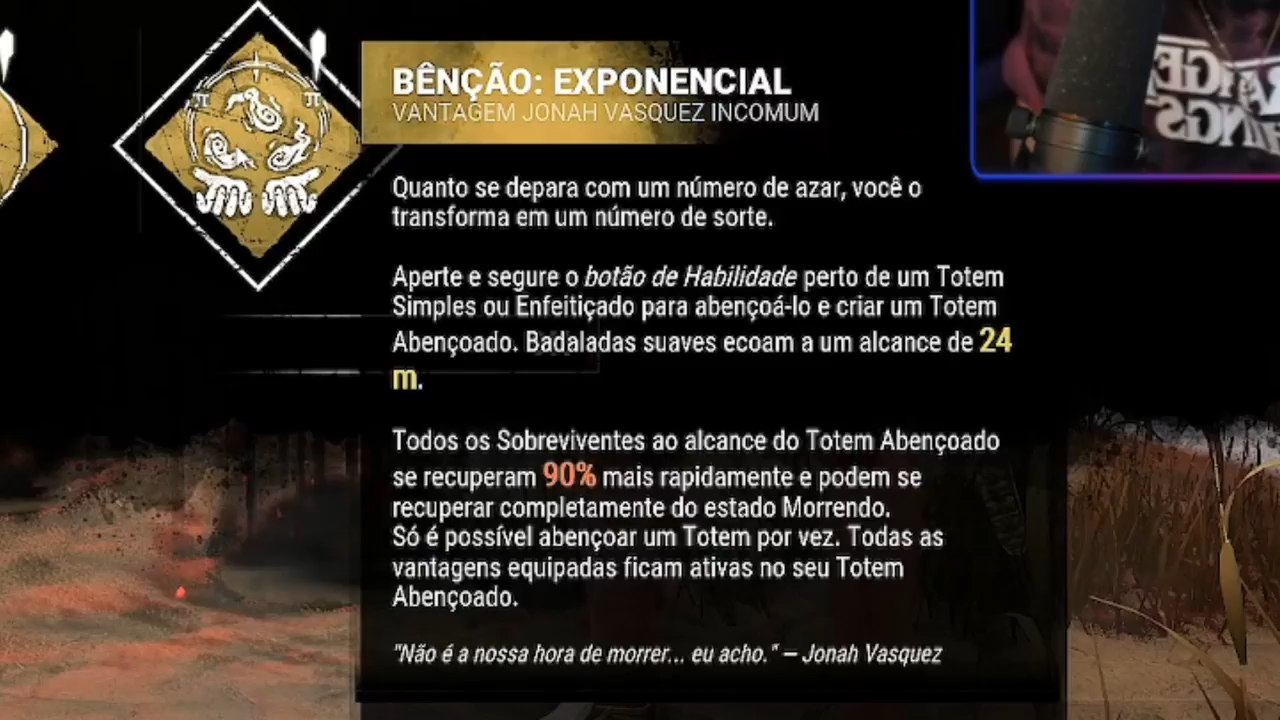 BÊNÇÃO: EXPONENCIAL
VANTAGEM JONAH VASQUEZ INCOMUM
Quanto se depara com um número de azar, você o
transforma em um número de sorte.
Aperte e segure o botão de Habilidade perto de um Totem
Simples ou Enfeitiçado para abençoá-lo e criar um Totem
Abençoado. Badaladas suaves ecoam a um alcance de 24
m.
Todos os Sobreviventes ao alcance do Totem Abençoado
se recuperam 90% mais rapidamente e podem se
recuperar completamente do estado Morrendo.
Só é possível abençoar um Totem por vez. Todas as
vantagens equipadas ficam ativas no seu Totem
Abençoado.
"Não é a nossa hora de morrer... eu acho." — Jonah Vasquez